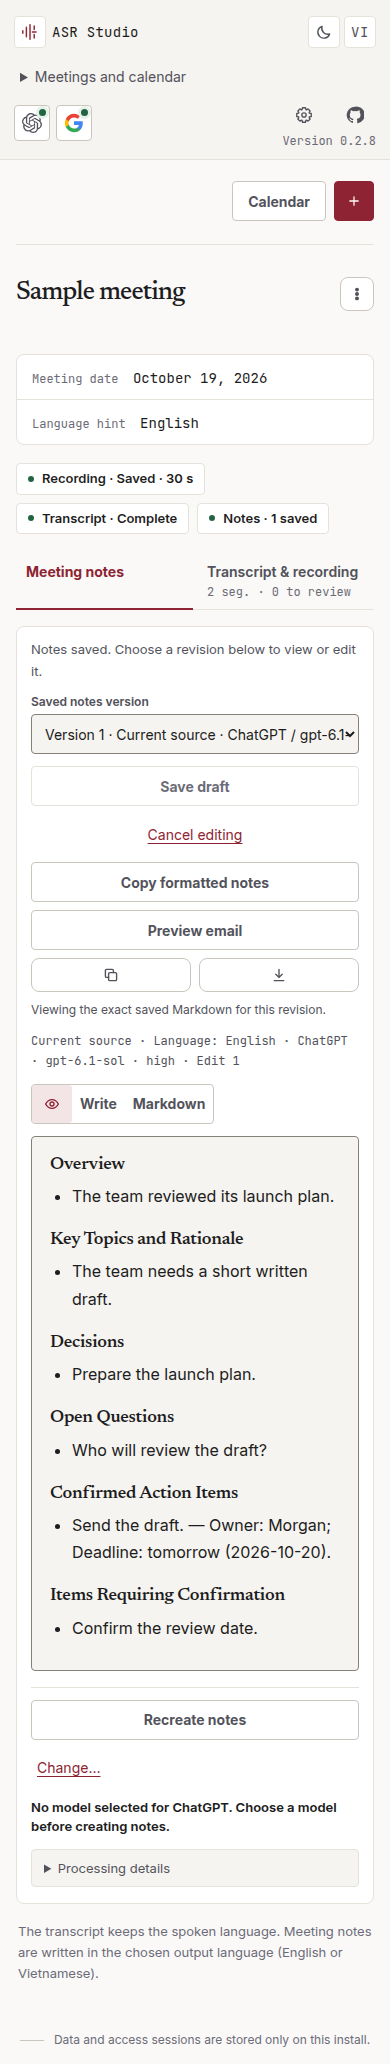 ASR Studio
VI
Meetings and calendar
Version 0.2.8
Calendar
+
Sample meeting
Meeting date October 19, 2026
Language hint English
Recording · Saved · 30 s
Transcript · Complete
Notes · 1 saved
Meeting notes
Transcript & recording
2 seg. · 0 to review
Notes saved. Choose a revision below to view or edit
it.
Saved notes version
Version 1 · Current source · ChatGPT / gpt-6.1
Save draft
Cancel editing
Copy formatted notes
Preview email
Viewing the exact saved Markdown for this revision.
Current source · Language: English · ChatGPT
· gpt-6.1-sol · high · Edit 1
Write Markdown
Overview
• The team reviewed its launch plan.
Key Topics and Rationale
• The team needs a short written
draft.
Decisions
• Prepare the launch plan.
Open Questions
• Who will review the draft?
Confirmed Action Items
• Send the draft. — Owner: Morgan;
Deadline: tomorrow (2026-10-20).
Items Requiring Confirmation
• Confirm the review date.
Recreate notes
Change...
No model selected for ChatGPT. Choose a model
before creating notes.
Processing details
The transcript keeps the spoken language. Meeting notes
are written in the chosen output language (English or
Vietnamese).
Data and access sessions are stored only on this install.